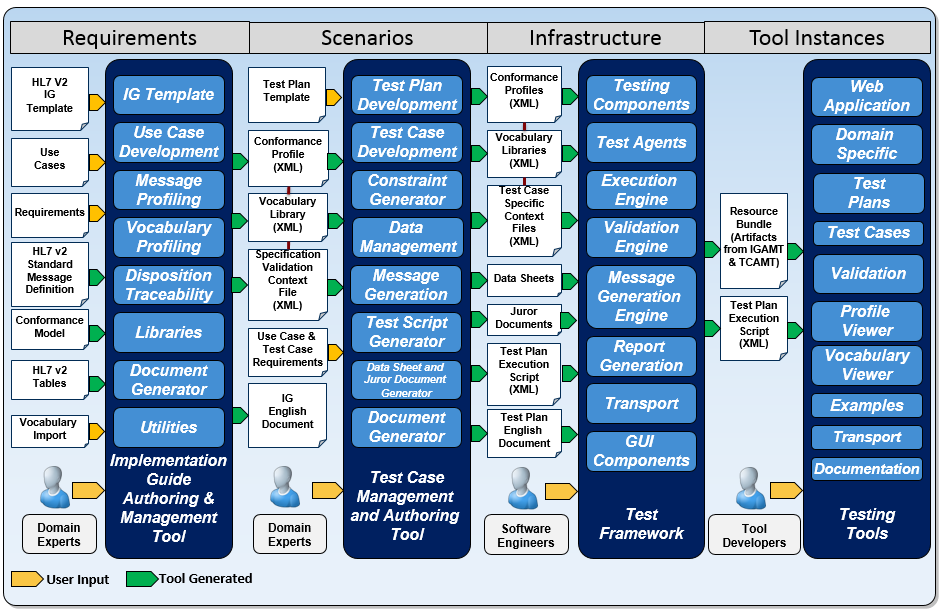 Requirements
Scenarios
Infrastructure
Tool Instances
HL7 V2
IG
Template
Use
Cases
Requirements
HL7 v2
Standard
Message
Definition
Conformance
Model
HL7 v2
Tables
Vocabulary
Import
Domain
Experts
IG Template
Use Case
Development
Message
Profiling
Vocabulary
Profiling
Disposition
Traceability
Libraries
Document
Generator
Utilities
Implementation
Guide
Authoring &
Management
Tool
Test Plan
Template
Conformance
Profile
(XML)
Vocabulary
Library
(XML)
Specification
Validation
Context
File
(XML)
Use Case &
Test Case
Requirements
IG
English
Document
Domain
Experts
Test Plan
Development
Test Case
Development
Constraint
Generator
Data
Management
Message
Generation
Test Script
Generator
Data Sheet and
Juror Document
Generator
Document
Generator
Test Case
Management
and Authoring
Tool
Conformance
Profiles
(XML)
Vocabulary
Libraries
(XML)
Test Case
Specific
Context
Files
(XML)
Data Sheets
Juror
Documents
Test Plan
Execution
Script
(XML)
Test Plan
English
Document
Software
Engineers
Testing
Components
Test Agents
Execution
Engine
Validation
Engine
Message
Generation
Engine
Report
Generation
Transport
GUI
Components
Test
Framework
Resource
Bundle
(Artifacts
from IGAMT
& TCAMT)
Test Plan
Execution
Script
(XML)
Tool
Developers
Web
Application
Domain
Specific
Test
Plans
Test Cases
Validation
Profile
Viewer
Vocabulary
Viewer
Examples
Transport
Documentation
Testing
Tools
User Input
Tool Generated